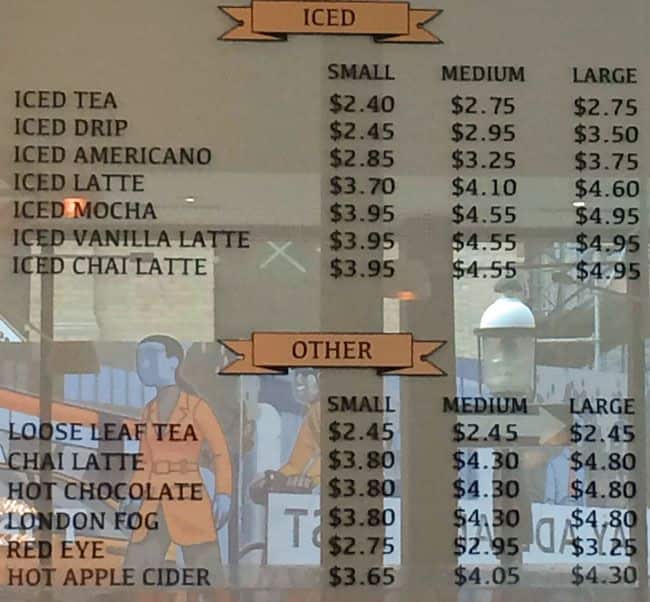 ICED
SMALL MEDIUM LARGE
ICED TEA $2.40 $2.75 $2.75
ICED DRIP $2.45 $2.95 $3.50
ICED AMERICANO $2.85 $3.25 $3.75
ICED LATTE $3.70 $4.10 $4.60
ICED MOCHA $3.95 $4.55 $4.95
ICED VANILLA LATTE $3.95 $4.55 $4.95
ICED CHAI LATTE $3.95 $4.55 $4.95
OTHER
SMALL MEDIUM LARGE
LOOSE LEAF TEA $2.45 $2.45 $2.45
CHAI LATTE $3.80 $4.30 $4.80
HOT CHOCOLATE $3.80 $4.30 $4.80
LONDON FOG $3.80 $4.30 $4.80
RED EYE $2.75 $2.95 $3.25
HOT APPLE CIDER $3.65 $4.05 $4.30